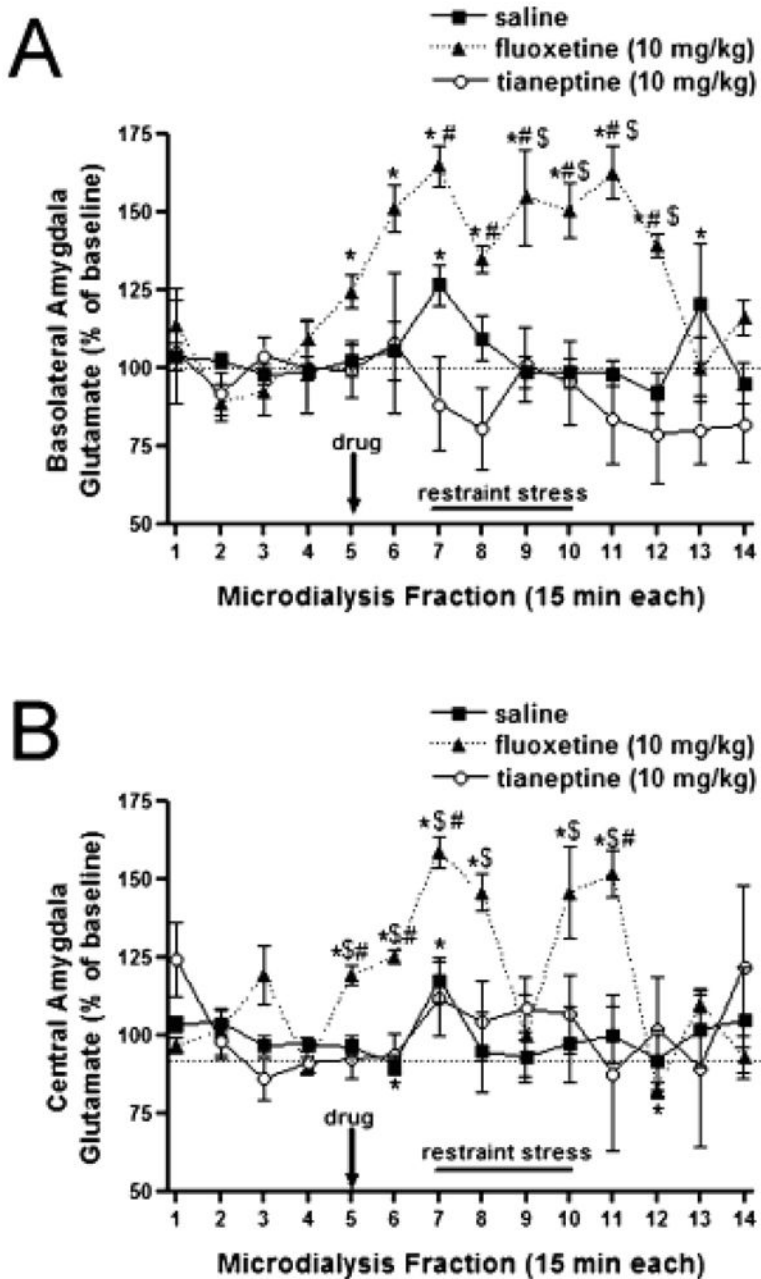 A
saline
fluoxetine (10 mg/kg)
tianeptine (10 mg/kg)
Basolateral Amygdala
Glutamate (% of baseline)
175
150
125
100
75
50
* # *# $ *# $
* *# $
* * # *# $
* *
drug
restraint stress
1 2 3 4 5 6 7 8 9 10 11 12 13 14
Microdialysis Fraction (15 min each)
B
saline
fluoxetine (10 mg/kg)
tianeptine (10 mg/kg)
Central Amygdala
Glutamate (% of baseline)
175
150
125
100
75
50
*$ # *$ *$ *$ #
*$# *$# *
* *
drug
restraint stress
1 2 3 4 5 6 7 8 9 10 11 12 13 14
Microdialysis Fraction (15 min each)